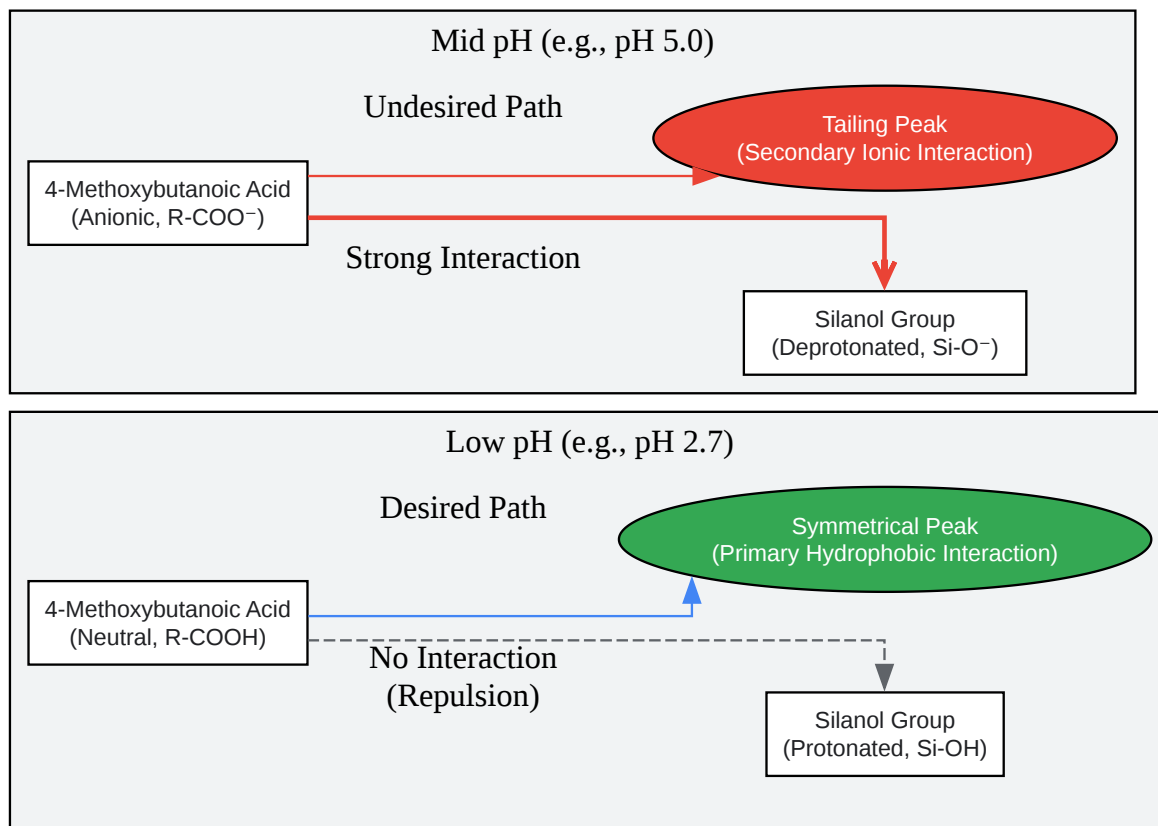 Mid pH (e.g., pH 5.0)
Undesired Path
Tailing Peak
(Secondary Ionic Interaction)
4-Methoxybutanoic Acid
(Anionic, R-COO⁻)
Strong Interaction
Silanol Group
(Deprotonated, Si-O⁻)
Low pH (e.g., pH 2.7)
Desired Path
Symmetrical Peak
(Primary Hydrophobic Interaction)
4-Methoxybutanoic Acid
(Neutral, R-COOH)
No Interaction
(Repulsion)
Silanol Group
(Protonated, Si-OH)